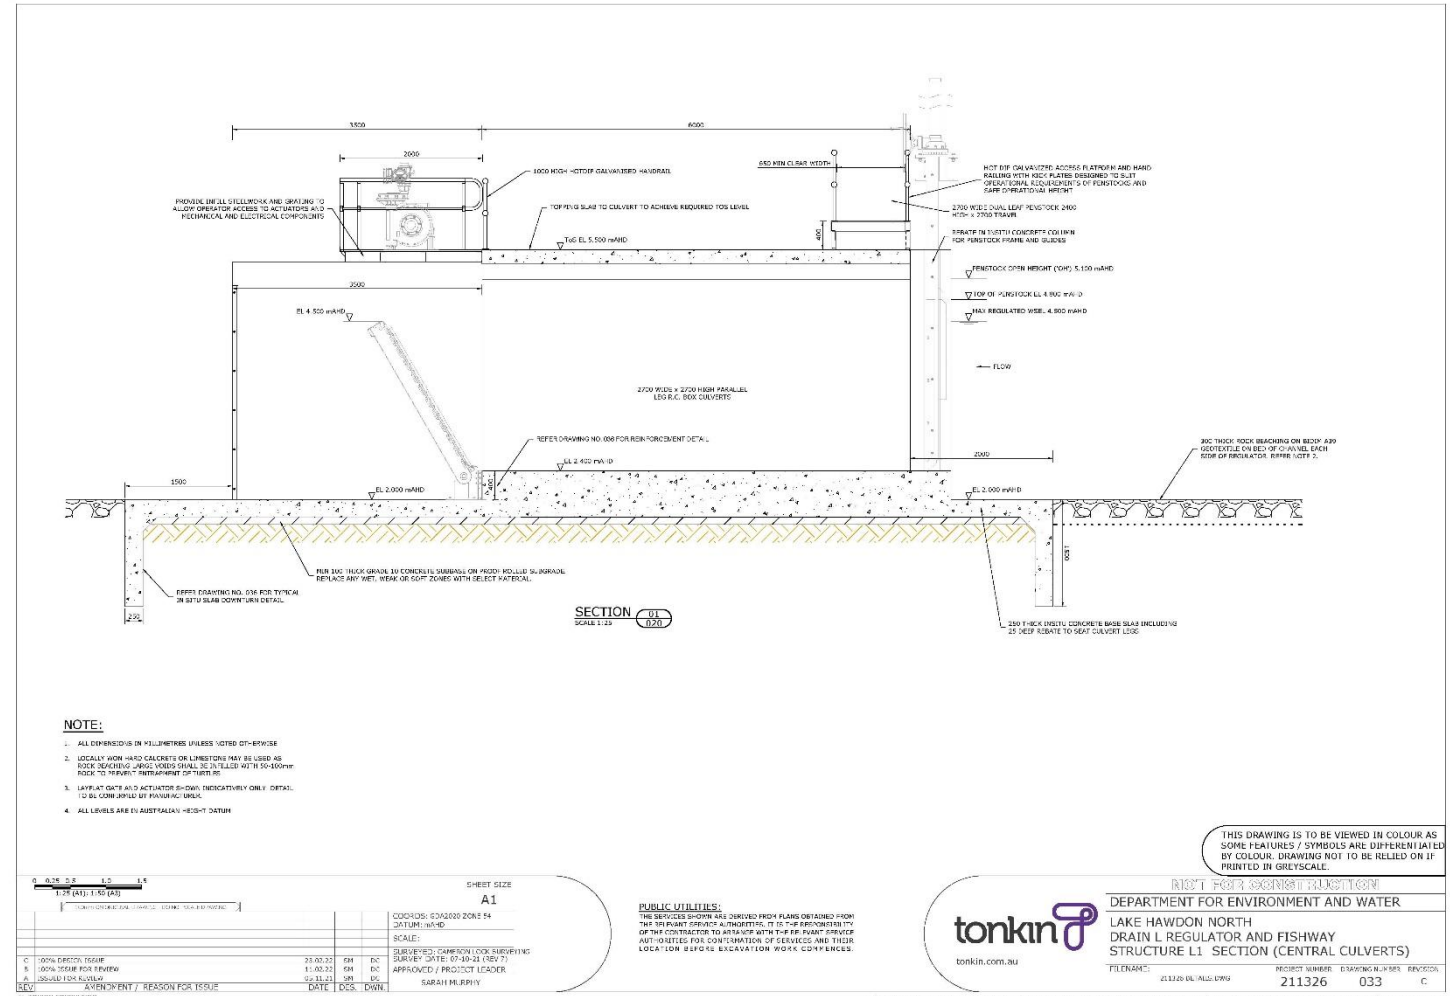 3500
6000
2000
650 MIN CLEAR WIDTH
1000 HIGH HOTDIP GALVANISED HANDRAIL
HOT DIP GALVANIZED ACCESS PLATFORM AND HAND
RAILING WITH KICK PLATES DESIGNED TO SUIT
OPERATIONAL REQUIREMENTS OF PENSTOCKS AND
SAFE OPERATIONAL HEIGHT
PROVIDE INFILL STEELWORK AND GRATING TO
ALLOW OPERATOR ACCESS TO ACTUATORS AND
MECHANICAL AND ELECTRICAL COMPONENTS
TOPPING SLAB TO CULVERT TO ACHIEVE REQUIRED TOS LEVEL
2700 WIDE DUAL LEAF PENSTOCK 2400
HIGH x 2700 TRAVEL
400
ToS EL 5.500 mAHD
REBATE IN INSITU CONCRETE COLUMN
FOR PENSTOCK FRAME AND GUIDES
PENSTOCK OPEN HEIGHT ('OH') 5.100 mAHD
3500
TOP OF PENSTOCK EL 4.800 mAHD
EL 4.500 mAHD
MAX REGULATED WSEL 4.500 mAHD
FLOW
2700 WIDE x 2700 HIGH PARALLEL
LEG R.C. BOX CULVERTS
REFER DRAWING NO. 038 FOR REINFORCEMENT DETAIL
300 THICK ROCK BEACHING ON BIDIM A39
GEOTEXTILE ON BED OF CHANNEL EACH
SIDE OF REGULATOR. REFER NOTE 2.
2000
EL 2.400 mAHD
1500
400
EL 2.000 mAHD
EL 2.000 mAHD
1500
MIN 100 THICK GRADE 10 CONCRETE SUBBASE ON PROOF ROLLED SUBGRADE
REPLACE ANY WET, WEAK OR SOFT ZONES WITH SELECT MATERIAL.
REFER DRAWING NO. 036 FOR TYPICAL
IN SITU SLAB DOWNTURN DETAIL
250
SECTION 01
SCALE 1:25 020
250 THICK INSITU CONCRETE BASE SLAB INCLUDING
25 DEEP REBATE TO SEAT CULVERT LEGS
NOTE:
1. ALL DIMENSIONS IN MILLIMETRES UNLESS NOTED OTHERWISE
2. LOCALLY WON HARD CALCRETE OR LIMESTONE MAY BE USED AS
ROCK BEACHING LARGE VOIDS SHALL BE INFILLED WITH 50-100mm
ROCK TO PREVENT ENTRAPMENT OF TURTLES
3. LAYFLAT GATE AND ACTUATOR SHOWN INDICATIVELY ONLY DETAIL
TO BE CONFIRMED BY MANUFACTURER.
4. ALL LEVELS ARE IN AUSTRALIAN HEIGHT DATUM
THIS DRAWING IS TO BE VIEWED IN COLOUR AS
SOME FEATURES / SYMBOLS ARE DIFFERENTIATED
BY COLOUR. DRAWING NOT TO BE RELIED ON IF
PRINTED IN GREYSCALE.
0 0.25 0.5 1.0 1.5
1:25 (A1); 1:50 (A3)
SHEET SIZE
A1
COORDS: GDA2020 ZONE 54
DATUM: mAHD
SCALE:
SURVEYED: CAMERON LOCK SURVEYING
SURVEY DATE: 07-10-21 (REV 7)
APPROVED / PROJECT LEADER
SARAH MURPHY
C 100% DESIGN ISSUE 23.02.22 SM DC
B 100% ISSUE FOR REVIEW 11.02.22 SM DC
A ISSUED FOR REVIEW 05.11.21 SM DC
REV AMENDMENT / REASON FOR ISSUE DATE DES. DWN.
PUBLIC UTILITIES:
THE SERVICES SHOWN ARE DERIVED FROM PLANS OBTAINED FROM
THE RELEVANT SERVICE AUTHORITIES. IT IS THE RESPONSIBILITY
OF THE CONTRACTOR TO ARRANGE WITH THE RELEVANT SERVICE
AUTHORITIES FOR CONFIRMATION OF SERVICES AND THEIR
LOCATION BEFORE EXCAVATION WORK COMMENCES.
tonkin
tonkin.com.au
NOT FOR CONSTRUCTION
DEPARTMENT FOR ENVIRONMENT AND WATER
LAKE HAWDON NORTH
DRAIN L REGULATOR AND FISHWAY
STRUCTURE L1 SECTION (CENTRAL CULVERTS)
FILENAME: 211326 DETAILS.DWG
PROJECT NUMBER DRAWING NUMBER REVISION
211326 033 C